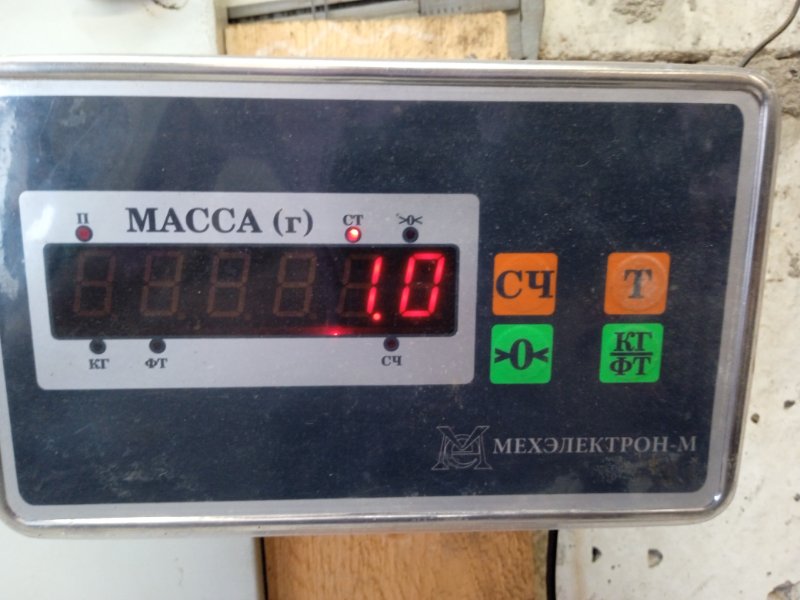 П МАССА (г) СТ >0<
1.0
КГ ФТ СЧ
СЧ Т
>0< КГ
ФТ
МЕХЭЛЕКТРОН-М